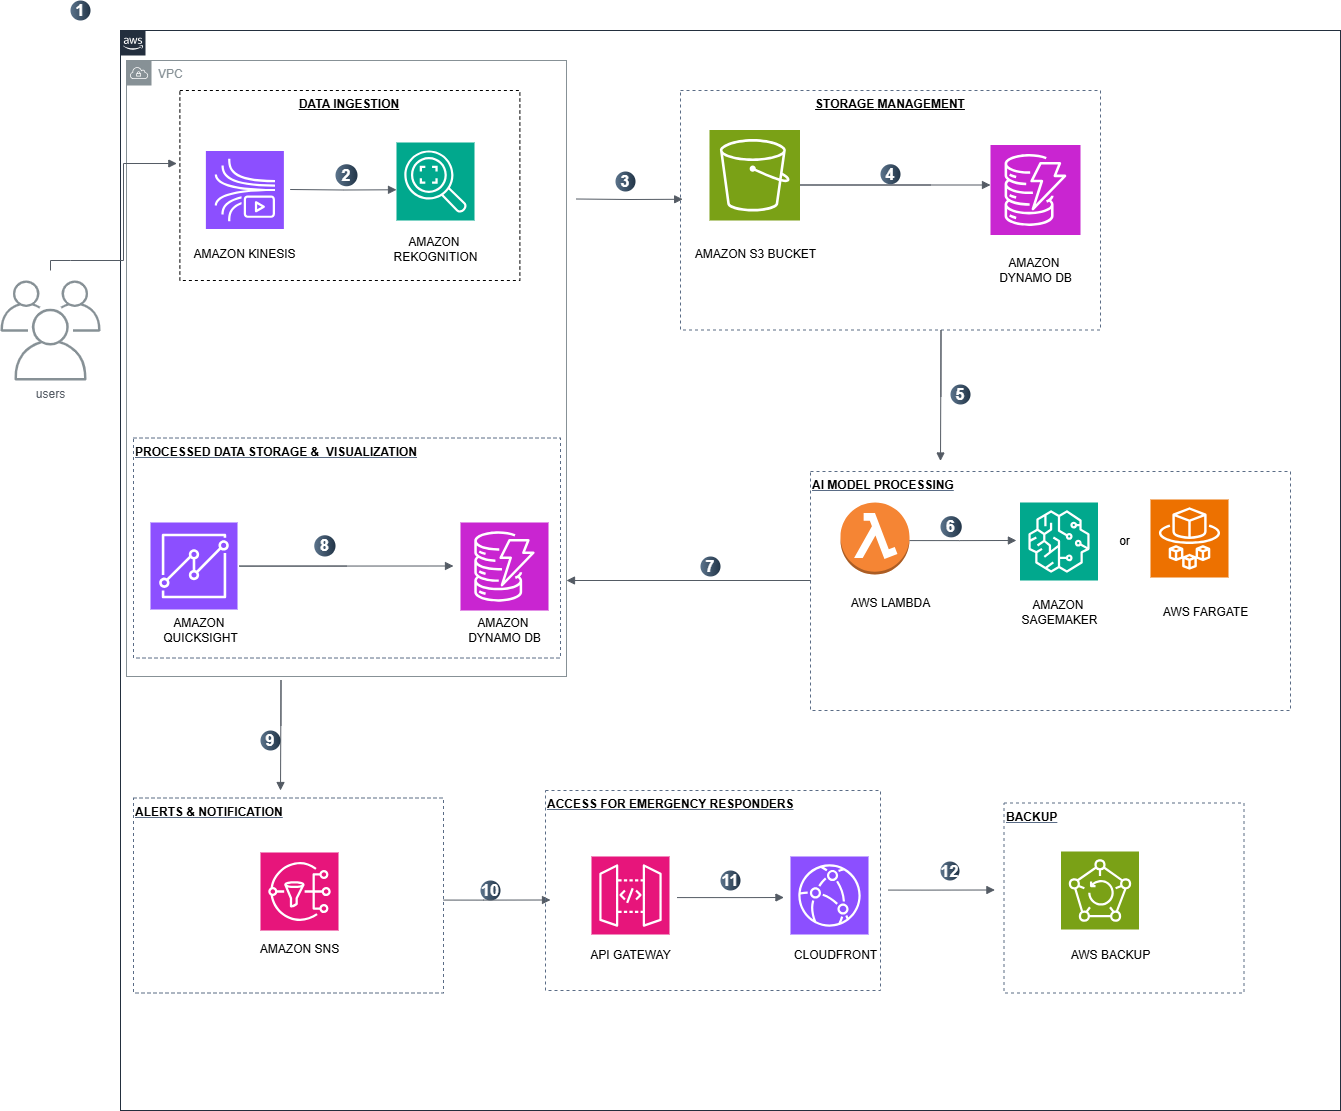 1
aws
VPC
DATA INGESTION
2
AMAZON KINESIS
AMAZON
REKOGNITION
3
STORAGE MANAGEMENT
4
AMAZON S3 BUCKET
AMAZON
DYNAMO DB
users
5
PROCESSED DATA STORAGE & VISUALIZATION
8
AMAZON
QUICKSIGHT
AMAZON
DYNAMO DB
7
AI MODEL PROCESSING
6
or
AWS LAMBDA
AMAZON
SAGEMAKER
AWS FARGATE
9
ALERTS & NOTIFICATION
AMAZON SNS
10
ACCESS FOR EMERGENCY RESPONDERS
11
API GATEWAY
CLOUDFRONT
12
BACKUP
AWS BACKUP